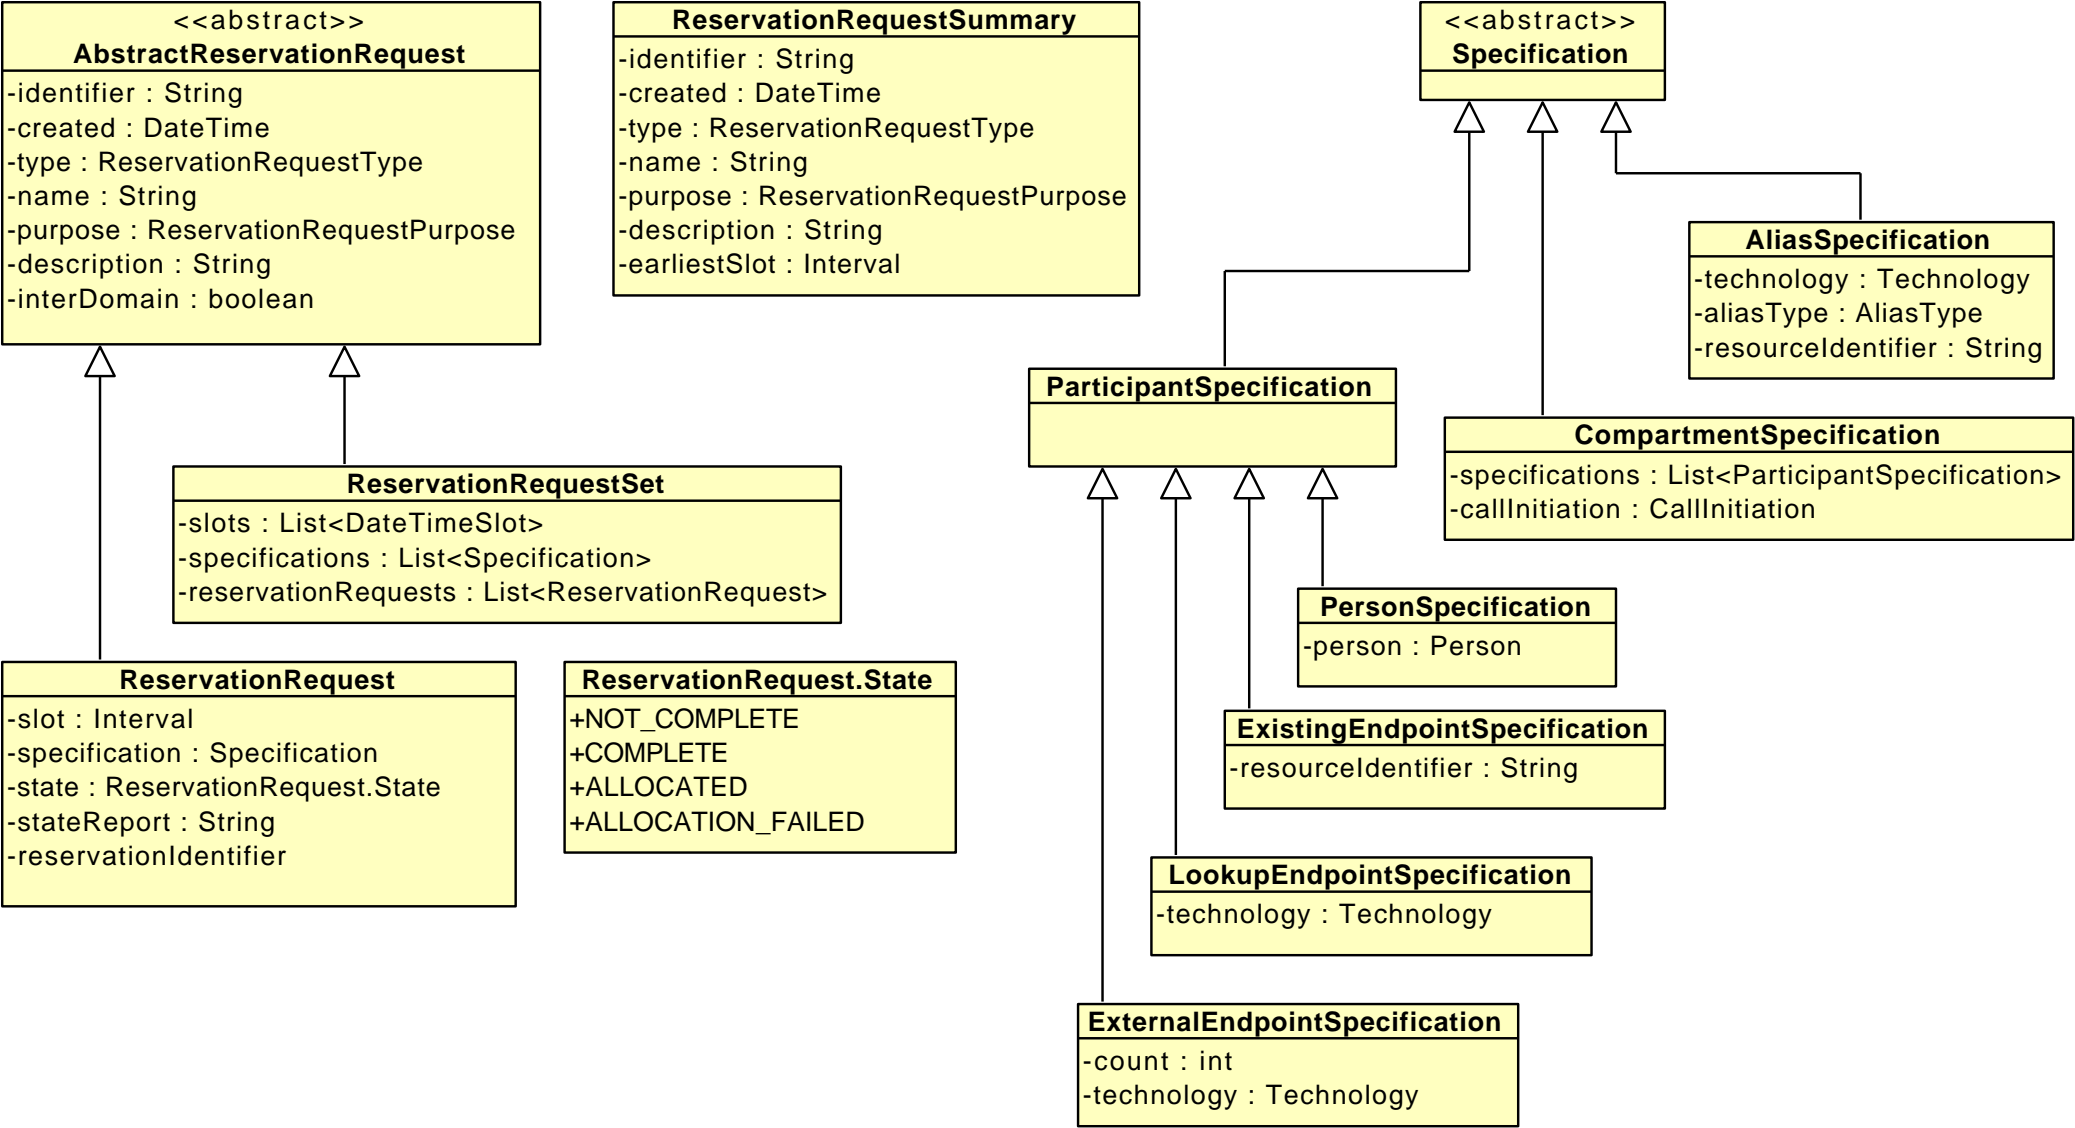 <<abstract>>
AbstractReservationRequest
-identifier : String
-created : DateTime
-type : ReservationRequestType
-name : String
-purpose : ReservationRequestPurpose
-description : String
-interDomain : boolean
ReservationRequestSummary
-identifier : String
-created : DateTime
-type : ReservationRequestType
-name : String
-purpose : ReservationRequestPurpose
-description : String
-earliestSlot : Interval
<<abstract>>
Specification
AliasSpecification
-technology : Technology
-aliasType : AliasType
-resourceIdentifier : String
ParticipantSpecification
CompartmentSpecification
-specifications : List<ParticipantSpecification>
-callInitiation : CallInitiation
ReservationRequestSet
-slots : List<DateTimeSlot>
-specifications : List<Specification>
-reservationRequests : List<ReservationRequest>
PersonSpecification
-person : Person
ReservationRequest
-slot : Interval
-specification : Specification
-state : ReservationRequest.State
-stateReport : String
-reservationIdentifier
ReservationRequest.State
+NOT_COMPLETE
+COMPLETE
+ALLOCATED
+ALLOCATION_FAILED
ExistingEndpointSpecification
-resourceIdentifier : String
LookupEndpointSpecification
-technology : Technology
ExternalEndpointSpecification
-count : int
-technology : Technology